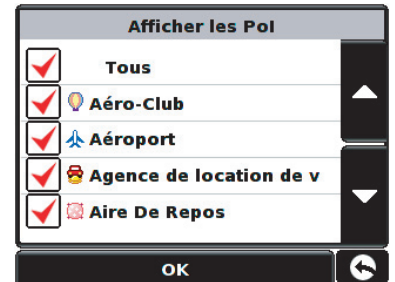 Afficher les PoI
Tous
Aéro-Club
Aéroport
Agence de location de v
Aire De Repos
OK